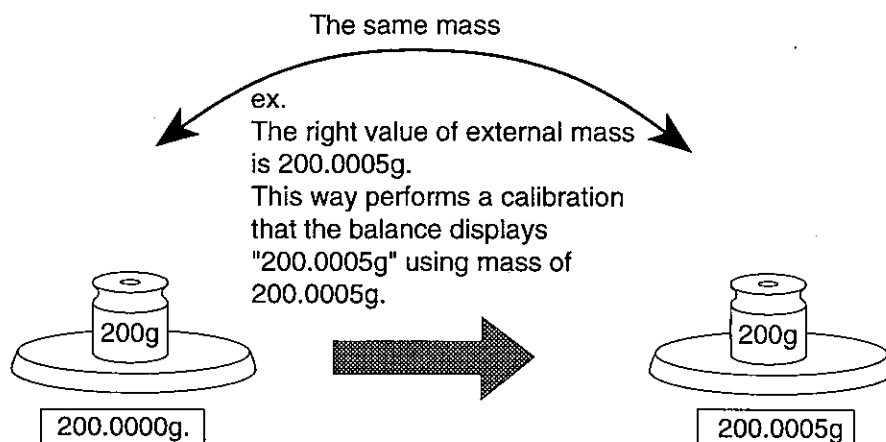 The same mass
ex.
The right value of external mass
is 200.0005g.
This way performs a calibration
that the balance displays
"200.0005g" using mass of
200.0005g.
200g
200g
200.0000g.
200.0005g